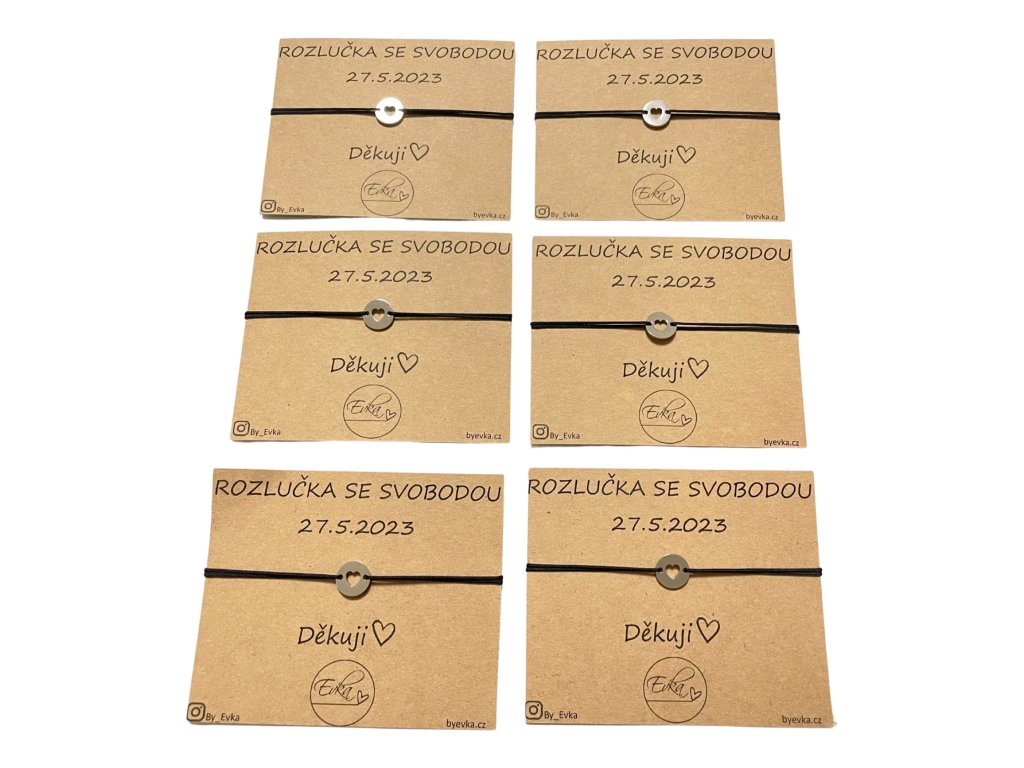 ROZLUČKA SE SVOBODOU
27.5.2023
Děkuji
Evka
By_Evka
byevka.cz
ROZLUČKA SE SVOBODOU
27.5.2023
Děkuji
Evka
By_Evka
byevka.cz
ROZLUČKA SE SVOBODOU
27.5.2023
Děkuji
Evka
By_Evka
byevka.cz
ROZLUČKA SE SVOBODOU
27.5.2023
Děkuji
Evka
By_Evka
byevka.cz
ROZLUČKA SE SVOBODOU
27.5.2023
Děkuji
Evka
By_Evka
byevka.cz
ROZLUČKA SE SVOBODOU
27.5.2023
Děkuji
Evka
By_Evka
byevka.cz